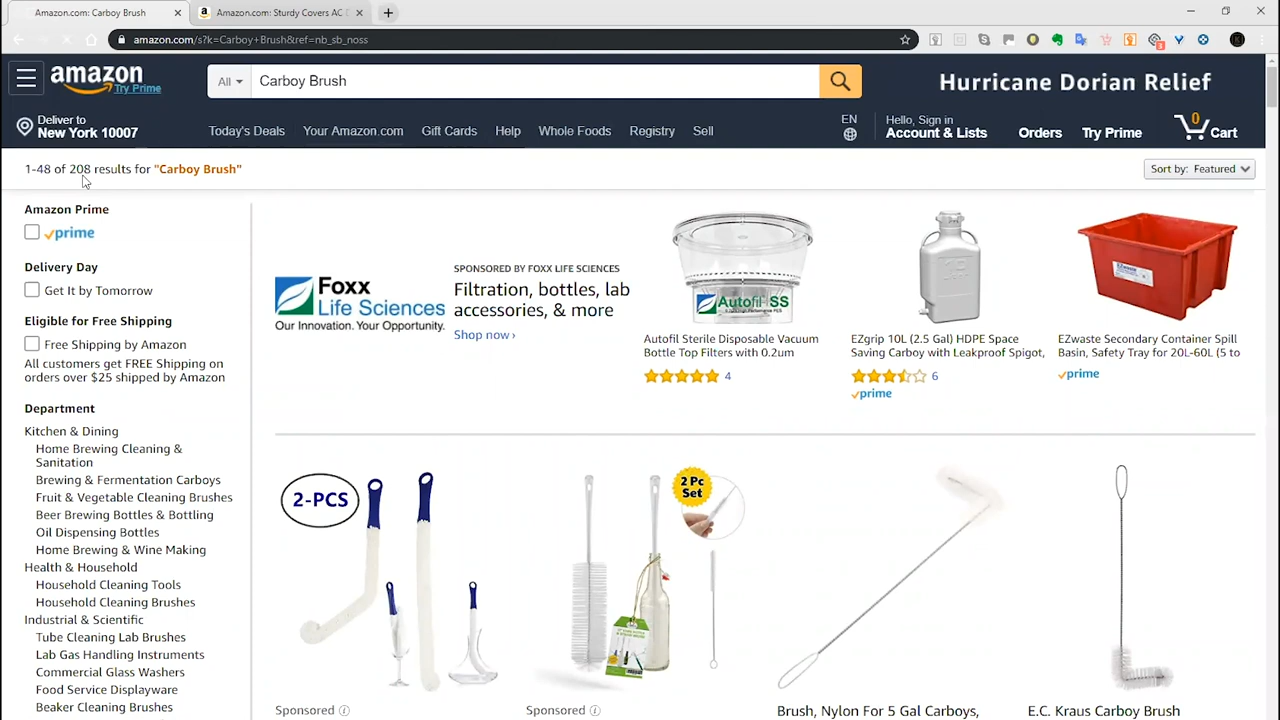 Amazon.com: Carboy Brush
Amazon.com: Sturdy Covers AC D
amazon.com/s?k=Carboy+Brush&ref=nb_sb_noss
amazon
Try Prime
All
Carboy Brush
Hurricane Dorian Relief
Deliver to
New York 10007
Today's Deals
Your Amazon.com
Gift Cards
Help
Whole Foods
Registry
Sell
EN
Hello, Sign in
Account & Lists
Orders
Try Prime
0
Cart
1-48 of 208 results for "Carboy Brush"
Sort by: Featured
Amazon Prime
prime
Delivery Day
Get It by Tomorrow
Eligible for Free Shipping
Free Shipping by Amazon
All customers get FREE Shipping on
orders over $25 shipped by Amazon
Department
Kitchen & Dining
Home Brewing Cleaning &
Sanitation
Brewing & Fermentation Carboys
Fruit & Vegetable Cleaning Brushes
Beer Brewing Bottles & Bottling
Oil Dispensing Bottles
Home Brewing & Wine Making
Health & Household
Household Cleaning Tools
Household Cleaning Brushes
Industrial & Scientific
Tube Cleaning Lab Brushes
Lab Gas Handling Instruments
Commercial Glass Washers
Food Service Displayware
Beaker Cleaning Brushes
Foxx
Life Sciences
Our Innovation. Your Opportunity.
SPONSORED BY FOXX LIFE SCIENCES
Filtration, bottles, lab
accessories, & more
Shop now ›
Autofil SS
Autofil Sterile Disposable Vacuum
Bottle Top Filters with 0.2um
4
EZgrip 10L (2.5 Gal) HDPE Space
Saving Carboy with Leakproof Spigot,
6
prime
EZwaste Secondary Container Spill
Basin, Safety Tray for 20L-60L (5 to
prime
2-PCS
2 Pc
Set
Sponsored
Sponsored
Brush, Nylon For 5 Gal Carboys,
E.C. Kraus Carboy Brush